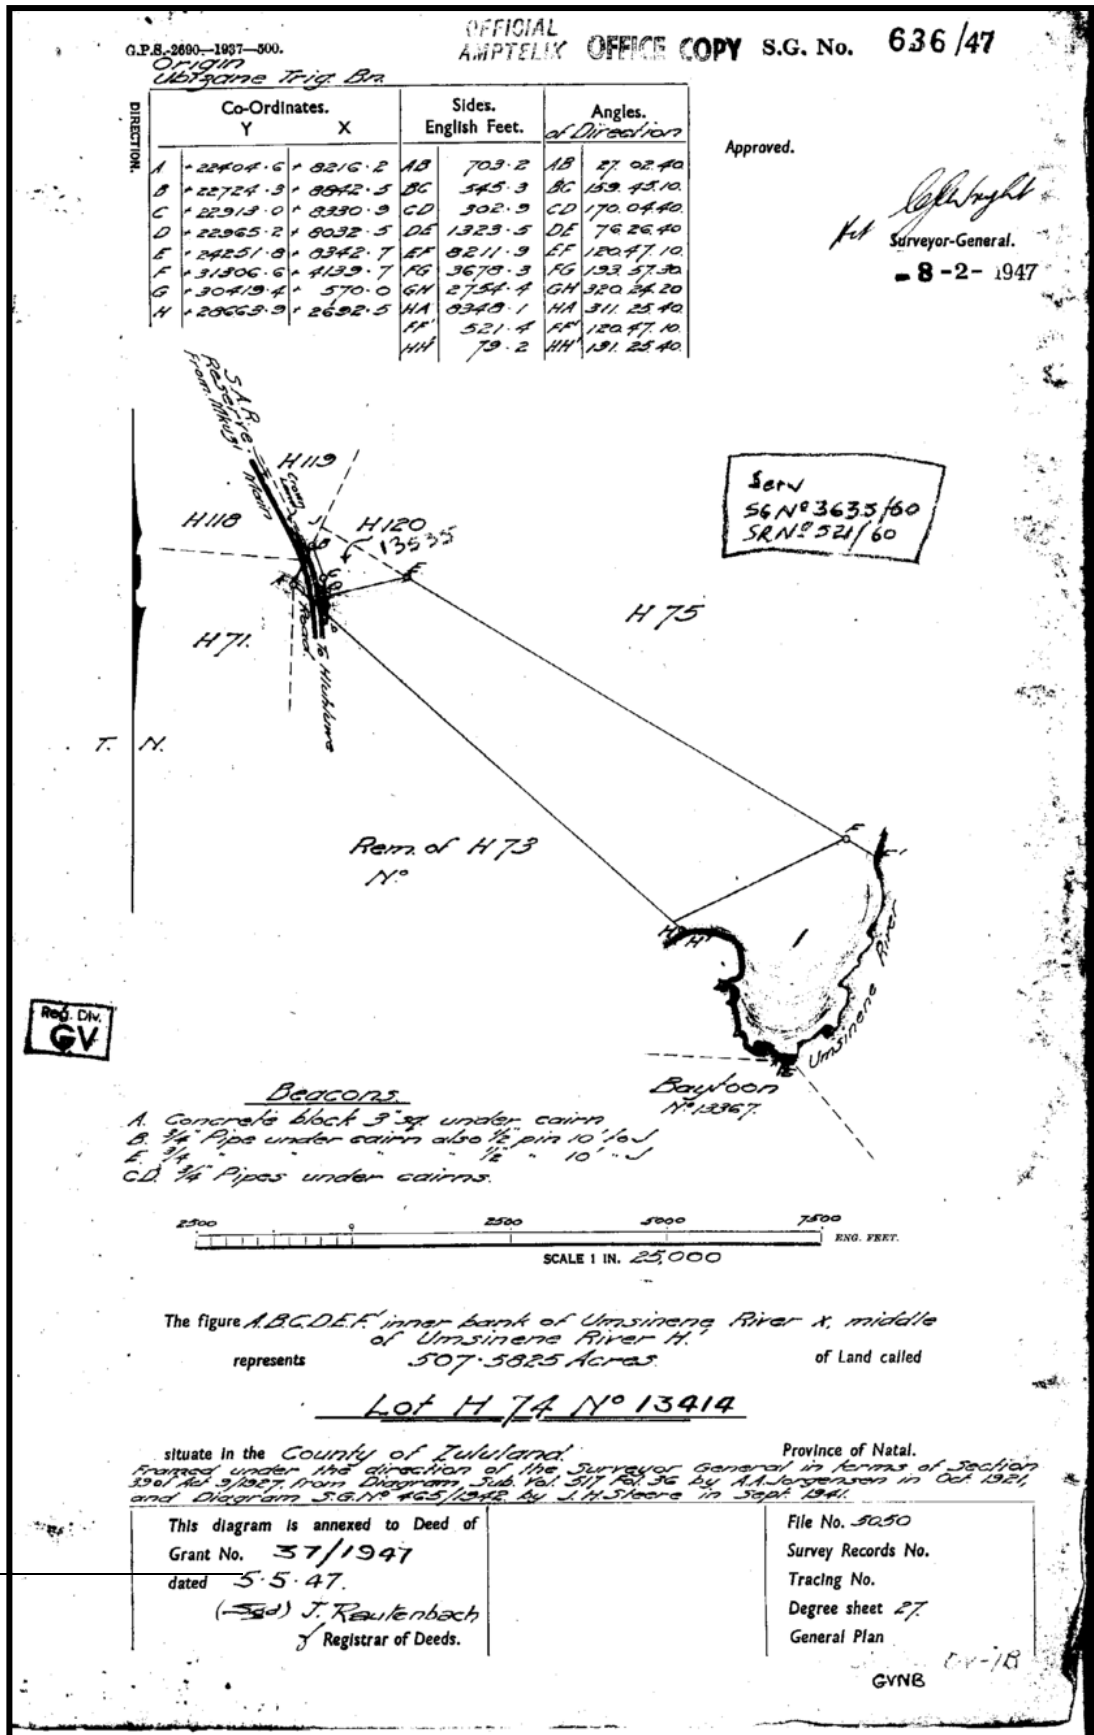 G.P.S.-2690—1937—500.
OFFICIAL
AMPTELIK
OFFICE COPY S.G. No. 636/47
Origin
Ubizane Trig. Bn.
DIRECTION.
Co-Ordinates. Sides. Angles.
Y X English Feet. of Direction
A + 22404.6 + 8216.2 AB 703.2 AB 27.02.40
B + 22724.3 + 8842.5 BC 545.3 BC 159.45.10.
C + 22913.0 + 8330.9 CD 302.9 CD 170.04.40.
D + 22965.2 + 8032.5 DE 1323.5 DE 76.26.40
E + 24251.8 + 8342.7 EF 8211.9 EF 120.47.10.
F + 31306.6 + 4139.7 FG 3678.3 FG 193.57.30
G + 30419.4 + 570.0 GH 2754.4 GH 320.24.20
H + 28663.9 + 2692.5 HA 8348.1 HA 311.25.40.
FF' 521.4 FF' 120.47.10.
HH' 79.2 HH' 131.25.40.
Approved.
Surveyor-General.
- 8 -2- 1947
S.A.R.
Reserve.
From Mkuzi
Main
Crown
Land
H119
H118
J
H120
13535
B
C
A
E
D
Road.
To Hluhluwe
H71.
H75
Serv
SG No 3635/60
SR No 521/60
T. N.
Rem. of H73
No
F
F'
H
H'
Umsinene River
Reg. Div.
GV
Baytoon
No 13367.
Beacons.
A. Concrete block 3" sq. under cairn
B. ¾" Pipe under cairn also ½" pin 10' to J
E. ¾ " " " " ½" " 10' " J
C.D. ¾" Pipes under cairns.
2500 0 2500 5000 7500
ENG. FEET.
SCALE 1 IN. 25,000
The figure A.B.C.D.E.F.' inner bank of Umsinene River x, middle
of Umsinene River H.'
represents 507.5825 Acres. of Land called
Lot H 74 No 13414
situate in the County of Zululand. Province of Natal.
Framed under the direction of the Surveyor General in terms of Section
39 of Act 9/1927, from Diagram, Sub. Vol. 517 Fol. 36 by A.A. Jorgensen in Oct 1921,
and Diagram S.G. No 465/1942 by J.H. Steere in Sept. 1941.
This diagram is annexed to Deed of
Grant No. 37/1947
dated 5.5.47.
(Sgd) J. Rautenbach
Registrar of Deeds.
File No. 5050
Survey Records No.
Tracing No.
Degree sheet 27.
General Plan
GVNB